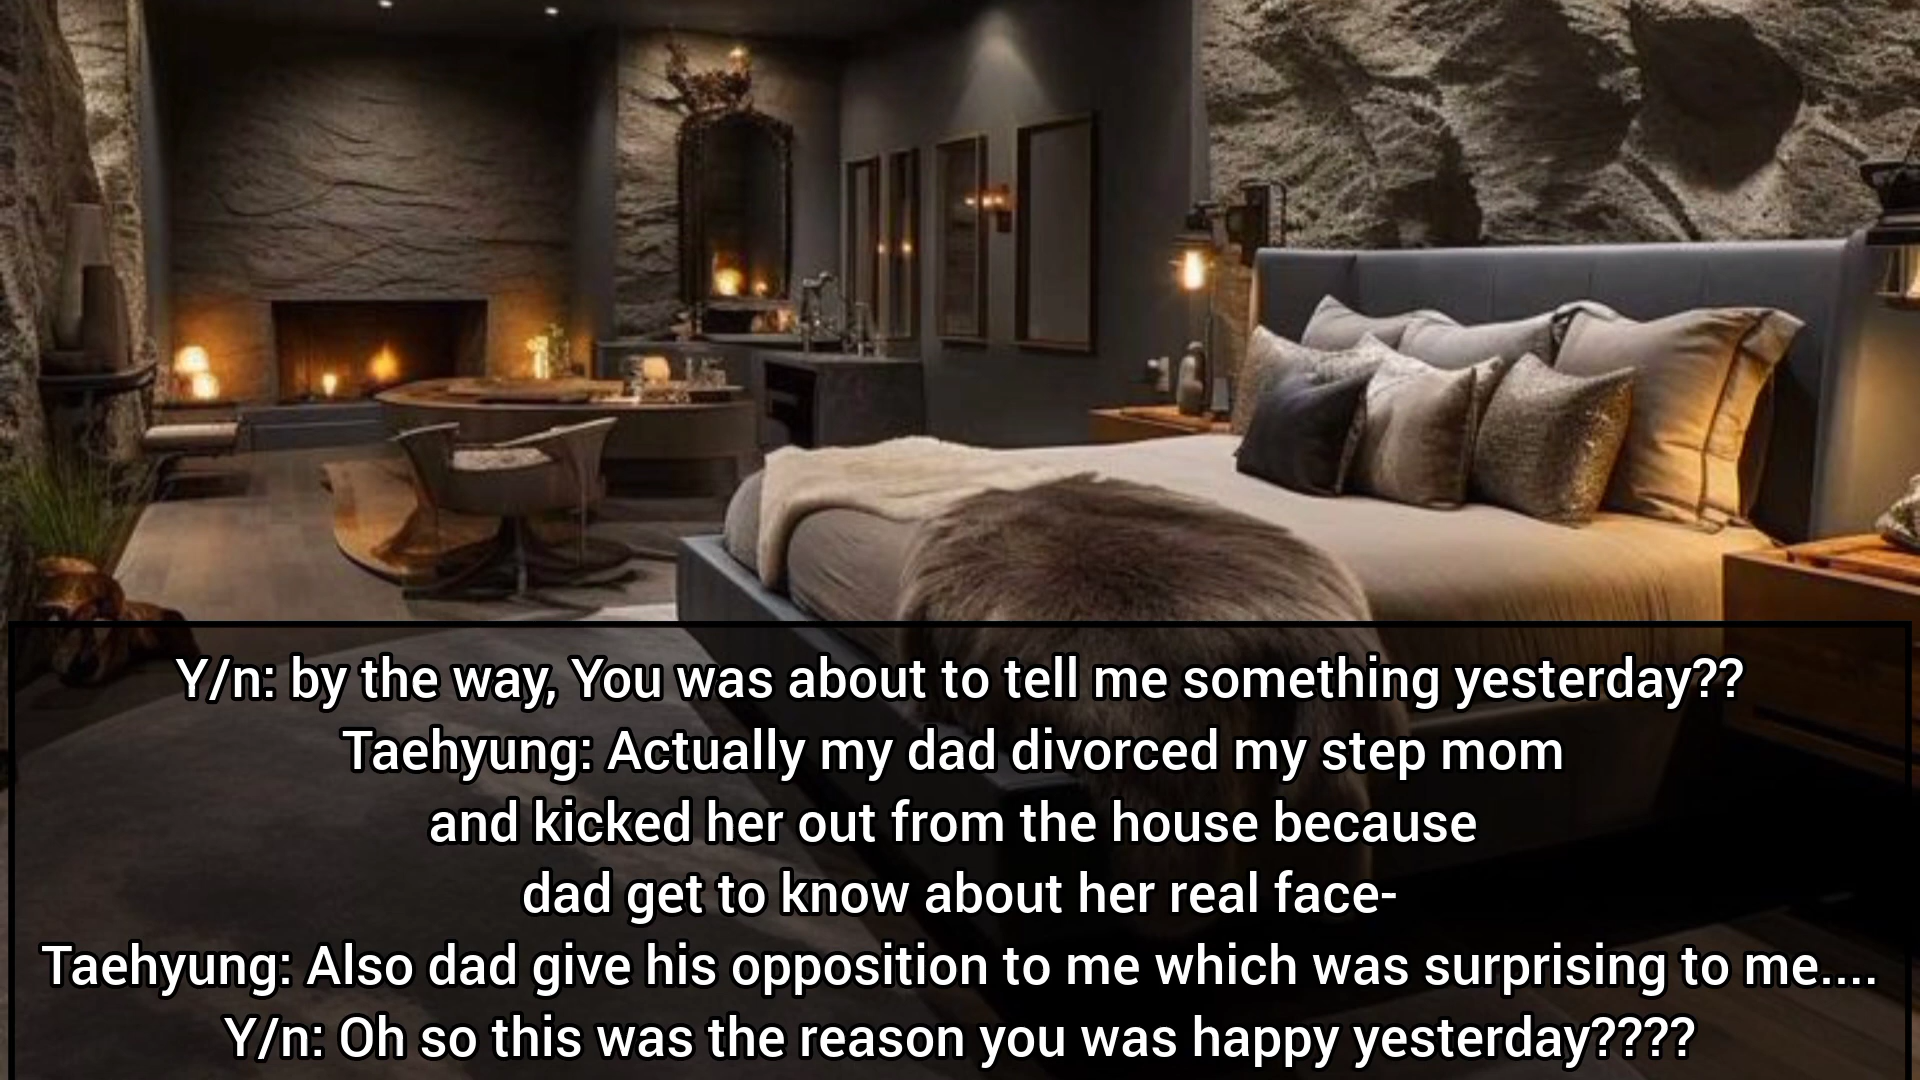 Y/n: by the way, You was about to tell me something yesterday??
Taehyung: Actually my dad divorced my step mom
and kicked her out from the house because
dad get to know about her real face-
Taehyung: Also dad give his opposition to me which was surprising to me....
Y/n: Oh so this was the reason you was happy yesterday????